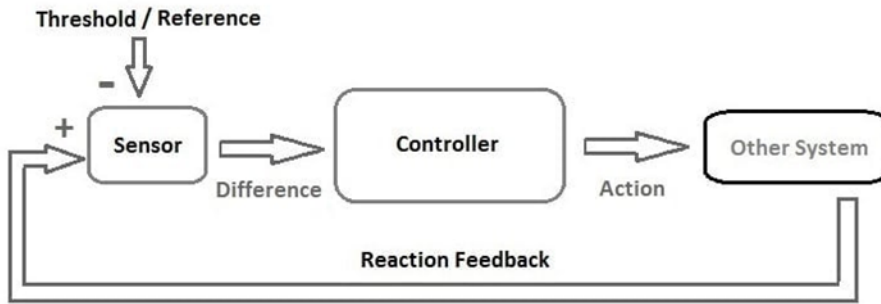 Threshold / Reference
-
+
Sensor
Controller
Other System
Difference
Action
Reaction Feedback